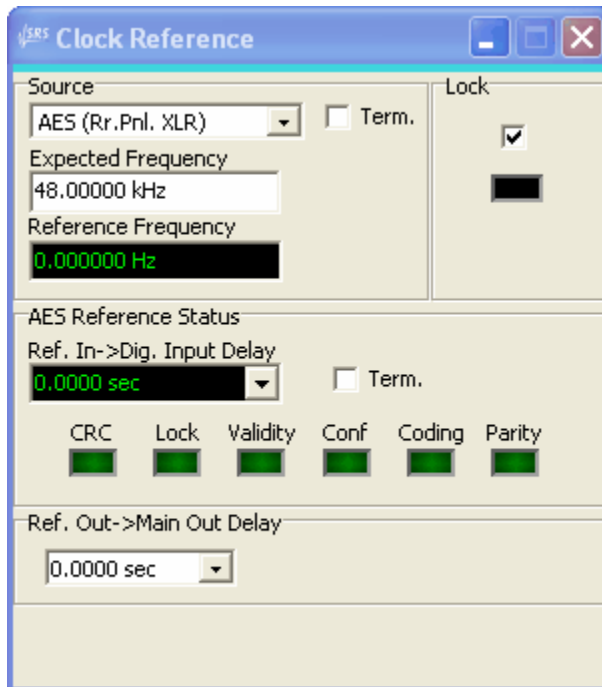 SRS Clock Reference
Source
Lock
AES (Rr.Pnl. XLR)
Term.
Expected Frequency
48.00000 kHz
Reference Frequency
0.000000 Hz
AES Reference Status
Ref. In->Dig. Input Delay
0.0000 sec
Term.
CRC Lock Validity Conf Coding Parity
Ref. Out->Main Out Delay
0.0000 sec